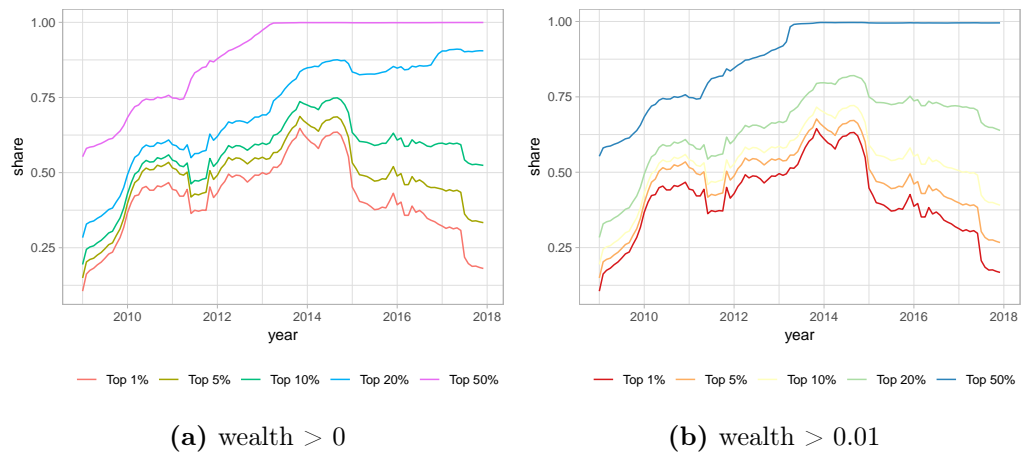 1.00
0.75
0.50
0.25
share
2010 2012 2014 2016 2018
year
Top 1% Top 5% Top 10% Top 20% Top 50%
(a) wealth > 0
1.00
0.75
0.50
0.25
share
2010 2012 2014 2016 2018
year
Top 1% Top 5% Top 10% Top 20% Top 50%
(b) wealth > 0.01